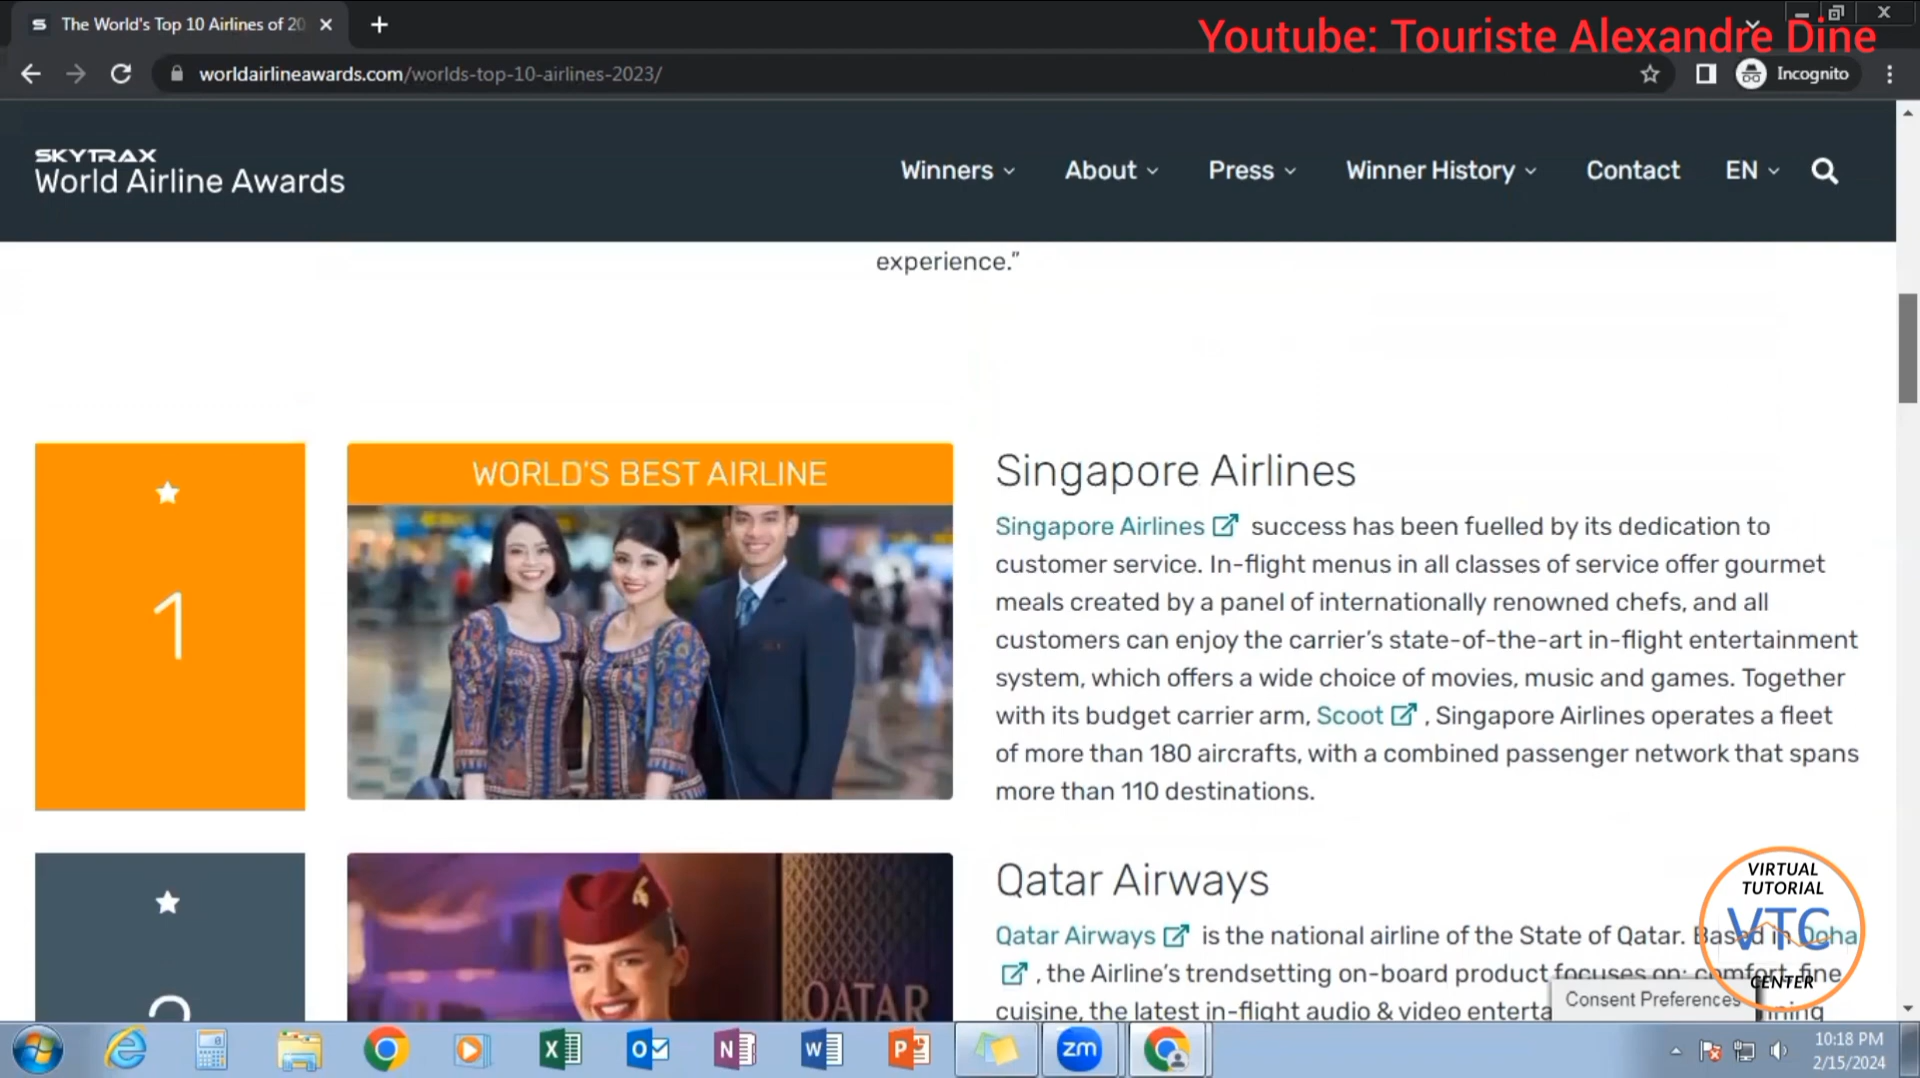 The World's Top 10 Airlines of 20
Youtube: Touriste Alexandre Dine
worldairlineawards.com/worlds-top-10-airlines-2023/
Incognito
SKYTRAX
World Airline Awards
Winners
About
Press
Winner History
Contact
EN
experience.”
1
WORLD'S BEST AIRLINE
Singapore Airlines
Singapore Airlines success has been fuelled by its dedication to
customer service. In-flight menus in all classes of service offer gourmet
meals created by a panel of internationally renowned chefs, and all
customers can enjoy the carrier's state-of-the-art in-flight entertainment
system, which offers a wide choice of movies, music and games. Together
with its budget carrier arm, Scoot , Singapore Airlines operates a fleet
of more than 180 aircrafts, with a combined passenger network that spans
more than 110 destinations.
QATAR
Qatar Airways
Qatar Airways is the national airline of the State of Qatar. Based in Doha
, the Airline's trendsetting on-board product focuses on: comfort, fine
cuisine, the latest in-flight audio & video enterta
Consent Preferences
VIRTUAL
TUTORIAL
VTC
CENTER
zm
10:18 PM
2/15/2024